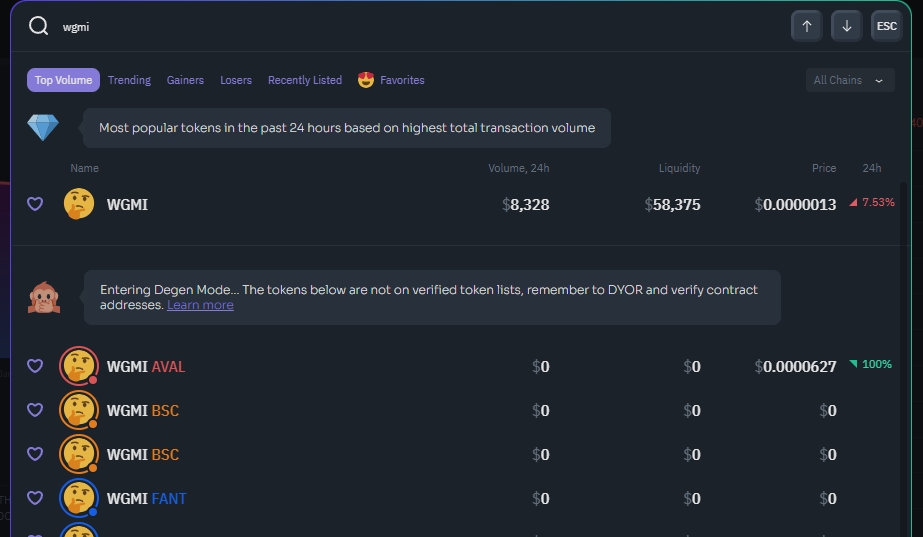 wgmi
ESC
Top Volume Trending Gainers Losers Recently Listed Favorites All Chains
Most popular tokens in the past 24 hours based on highest total transaction volume
Name Volume, 24h Liquidity Price 24h
WGMI $8,328 $58,375 $0.0000013 7.53%
Entering Degen Mode... The tokens below are not on verified token lists, remember to DYOR and verify contract
addresses. Learn more
WGMI AVAL $0 $0 $0.0000627 100%
WGMI BSC $0 $0 $0
WGMI BSC $0 $0 $0
WGMI FANT $0 $0 $0